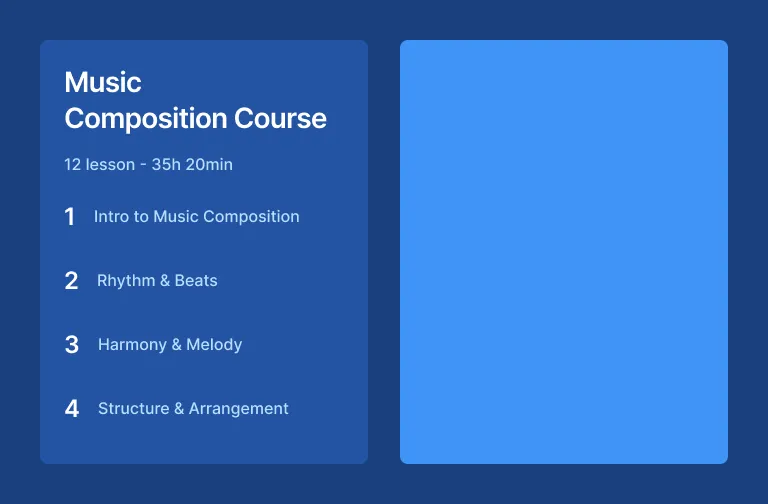 Music
Composition Course
12 lesson - 35h 20min
1 Intro to Music Composition
2 Rhythm & Beats
3 Harmony & Melody
4 Structure & Arrangement